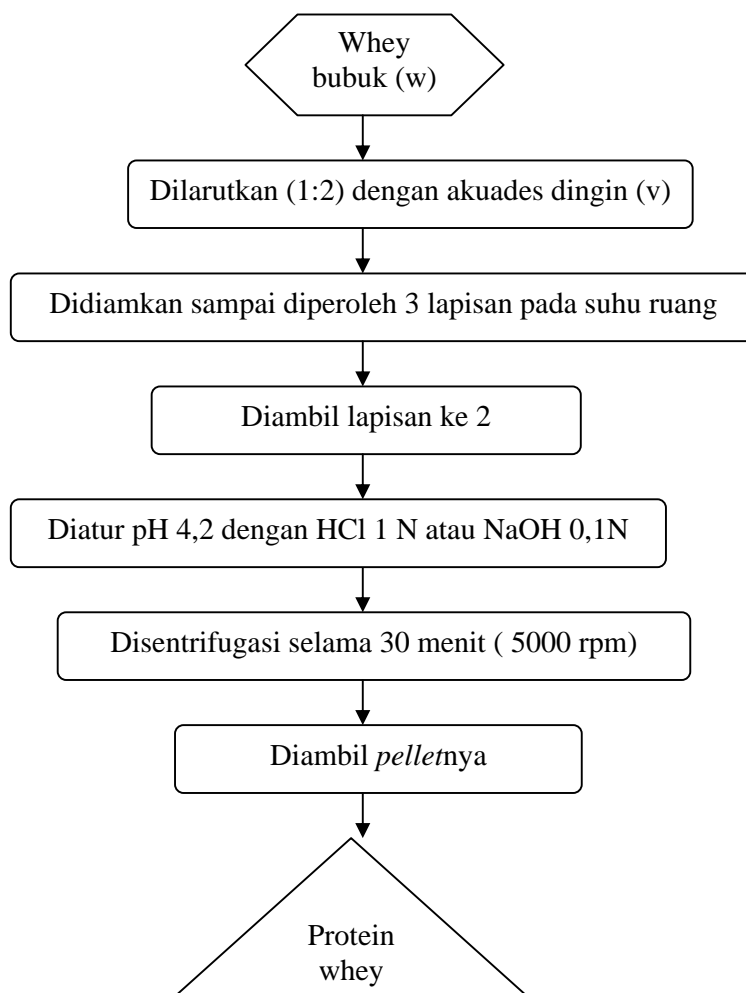 Whey
bubuk (w)
Dilarutkan (1:2) dengan akuades dingin (v)
Didiamkan sampai diperoleh 3 lapisan pada suhu ruang
Diambil lapisan ke 2
Diatur pH 4,2 dengan HCl 1 N atau NaOH 0,1N
Disentrifugasi selama 30 menit ( 5000 rpm)
Diambil pelletnya
Protein
whey